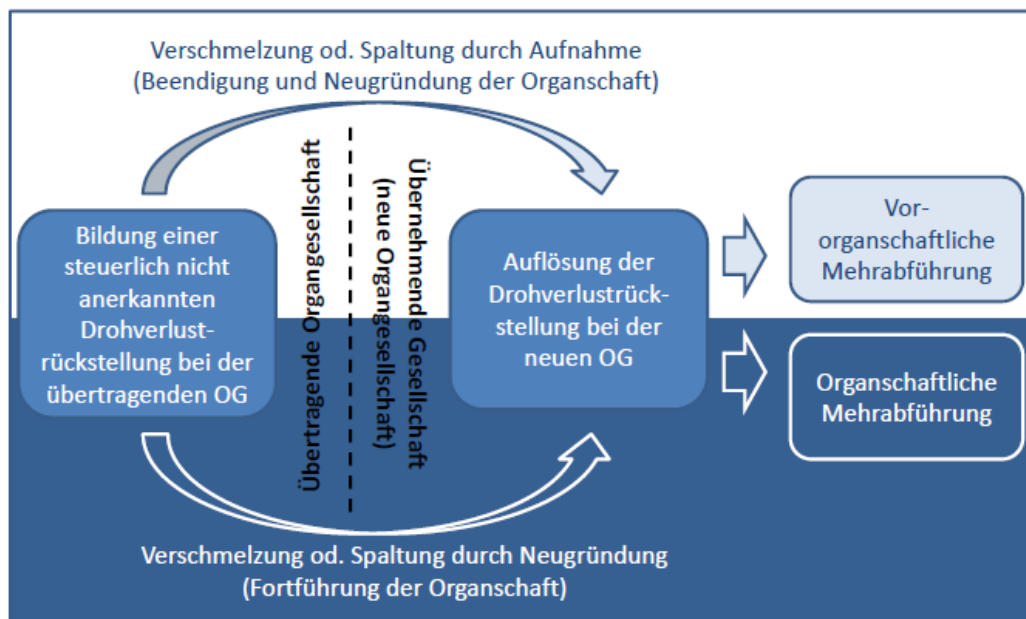 Verschmelzung od. Spaltung durch Aufnahme
(Beendigung und Neugründung der Organschaft)
Bildung einer
steuerlich nicht
anerkannten
Drohverlust-
rückstellung bei der
übertragenden OG
Übertragende Organgesellschaft
Übernehmende Gesellschaft
(neue Organgesellschaft)
Auflösung der
Drohverlustrück-
stellung bei der
neuen OG
Vor-
organschaftliche
Mehrabführung
Organschaftliche
Mehrabführung
Verschmelzung od. Spaltung durch Neugründung
(Fortführung der Organschaft)